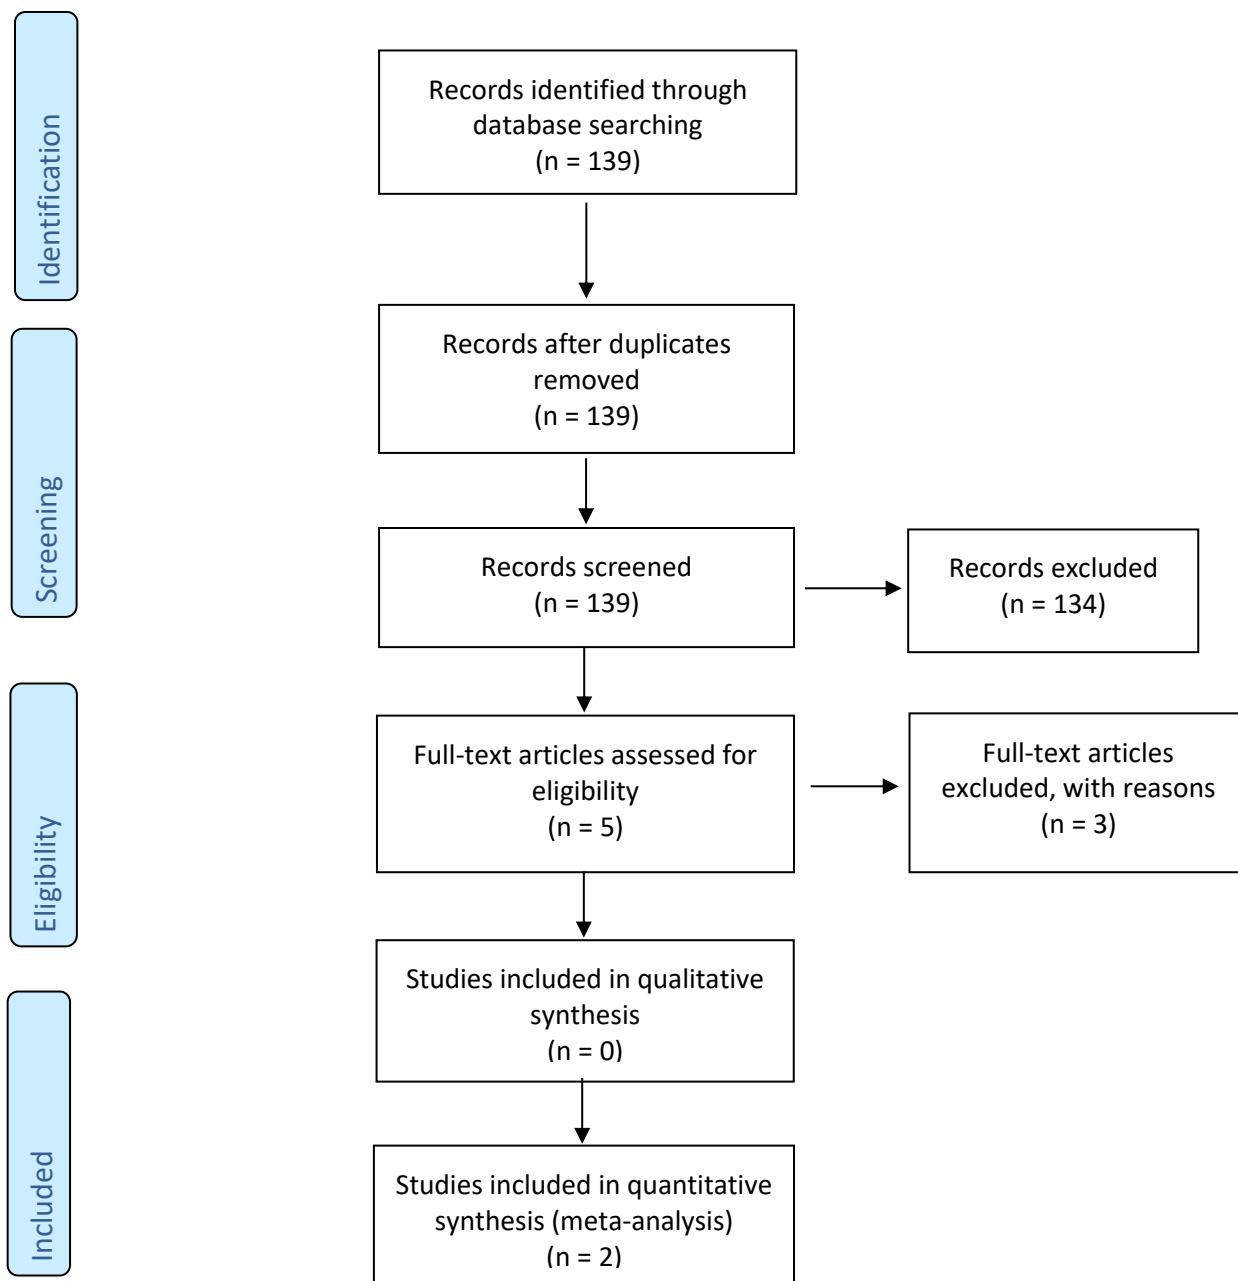 Identification
Records identified through
database searching
(n = 139)
Records after duplicates
removed
(n = 139)
Screening
Records screened
(n = 139)
Records excluded
(n = 134)
Eligibility
Full-text articles assessed for
eligibility
(n = 5)
Full-text articles
excluded, with reasons
(n = 3)
Studies included in qualitative
synthesis
(n = 0)
Included
Studies included in quantitative
synthesis (meta-analysis)
(n = 2)